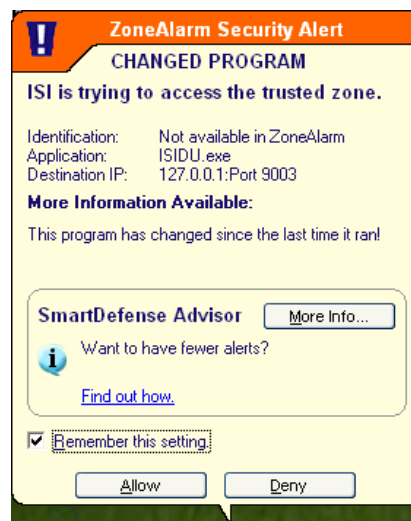 ZoneAlarm Security Alert
CHANGED PROGRAM
ISI is trying to access the trusted zone.
Identification: Not available in ZoneAlarm
Application: ISIDU.exe
Destination IP: 127.0.0.1:Port 9003
More Information Available:
This program has changed since the last time it ran!
SmartDefense Advisor More Info...
Want to have fewer alerts?
Find out how.
Remember this setting.
Allow Deny